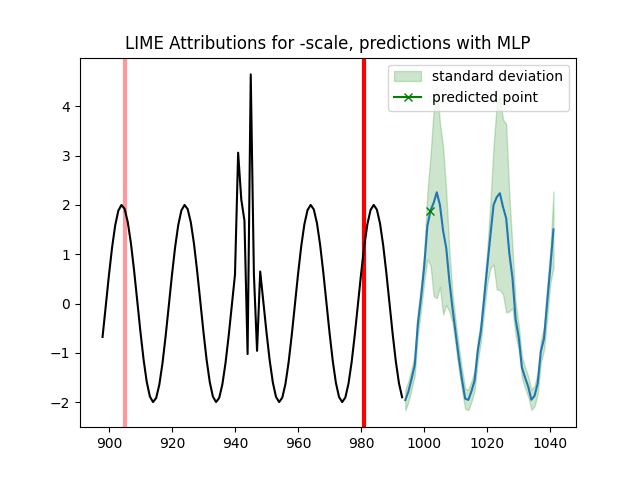 LIME Attributions for -scale, predictions with MLP
standard deviation
predicted point
4
3
2
1
0
−1
−2
900 920 940 960 980 1000 1020 1040